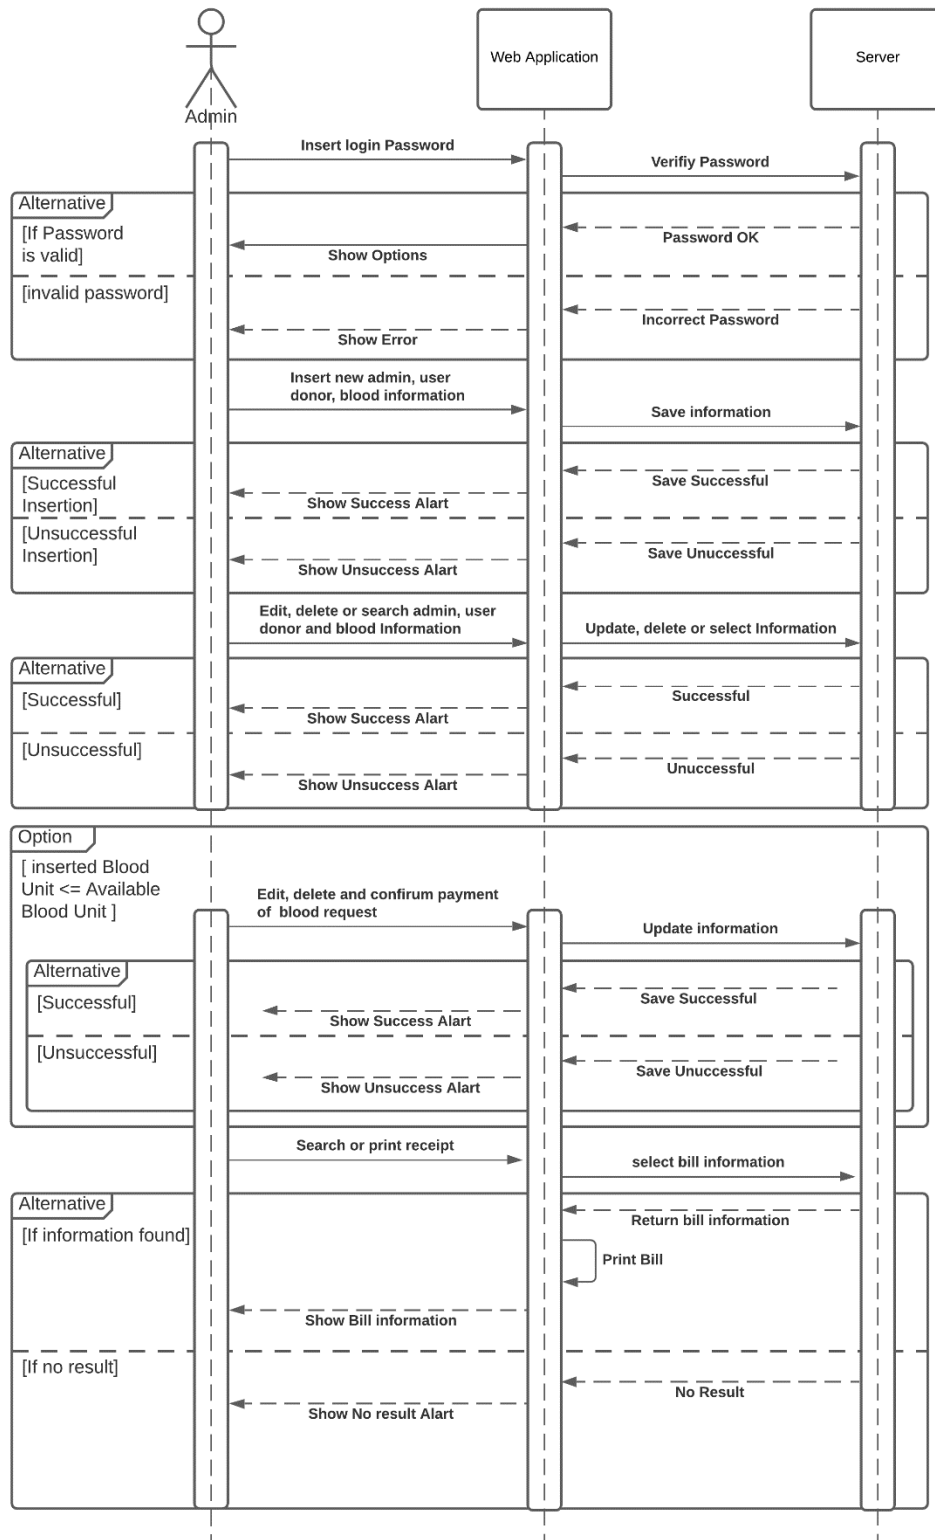 Admin
Web Application
Server
Insert login Password
Verifiy Password
Alternative
[If Password
is valid]
Password OK
Show Options
[invalid password]
Incorrect Password
Show Error
Insert new admin, user
donor, blood information
Save information
Alternative
[Successful
Insertion]
Save Successful
Show Success Alart
[Unsuccessful
Insertion]
Save Unuccessful
Show Unsuccess Alart
Edit, delete or search admin, user
donor and blood Information
Update, delete or select Information
Alternative
[Successful]
Successful
Show Success Alart
[Unsuccessful]
Unuccessful
Show Unsuccess Alart
Option
[ inserted Blood
Unit <= Available
Blood Unit ]
Edit, delete and confirum payment
of blood request
Update information
Alternative
[Successful]
Save Successful
Show Success Alart
[Unsuccessful]
Save Unuccessful
Show Unsuccess Alart
Search or print receipt
select bill information
Alternative
[If information found]
Return bill information
Print Bill
Show Bill information
[If no result]
No Result
Show No result Alart